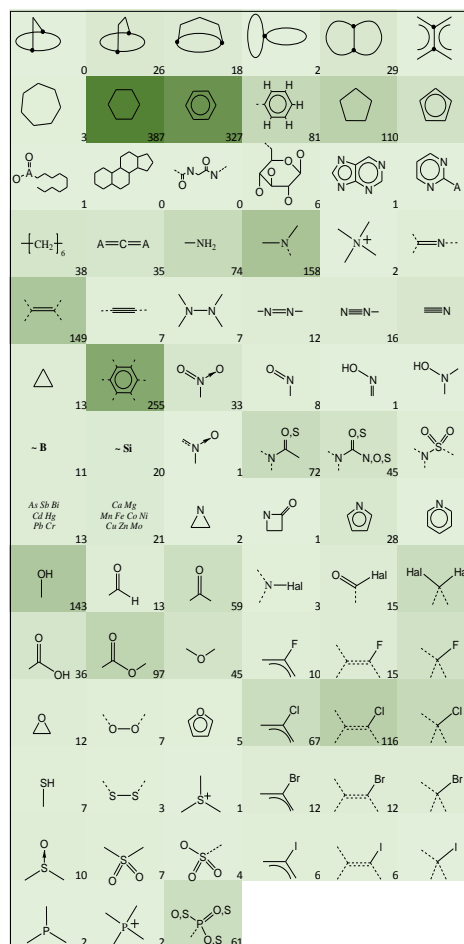 0 26 18 2 29
H H H H H
3 387 327 81 110
O A O
O N N O
O O O O
N N N N
N N A
1 0 0 6 1
CH₂ 6
A C A
NH₂
N
N⁺
N
38 35 74 158 2
N N
N N
N N
N
149 7 7 12 16
O N O
O N
HO N
HO N
13 255 33 8 1
~ B
~ Si
N O
O,S N
O,S N N,O,S
O O S N
11 20 1 72 45
As Sb Bi
Cd Hg
Pb Cr
Ca Mg
Mn Fe Co Ni
Cu Zn Mo
N
N O
N
N
13 21 2 1 28
OH
O H
O
N Hal
O Hal
Hal Ha
143 13 59 3 15
O OH
O O
O
F
F
F
36 97 45 10 15
O
O O
O
Cl
Cl
Cl
12 7 5 67 116
SH
S S
S⁺
Br
Br
Br
7 3 1 12 12
O S
S O O
O S O O
I
I
I
10 7 4 6 6
P
P⁺
O,S O,S P O,S
2 2 61